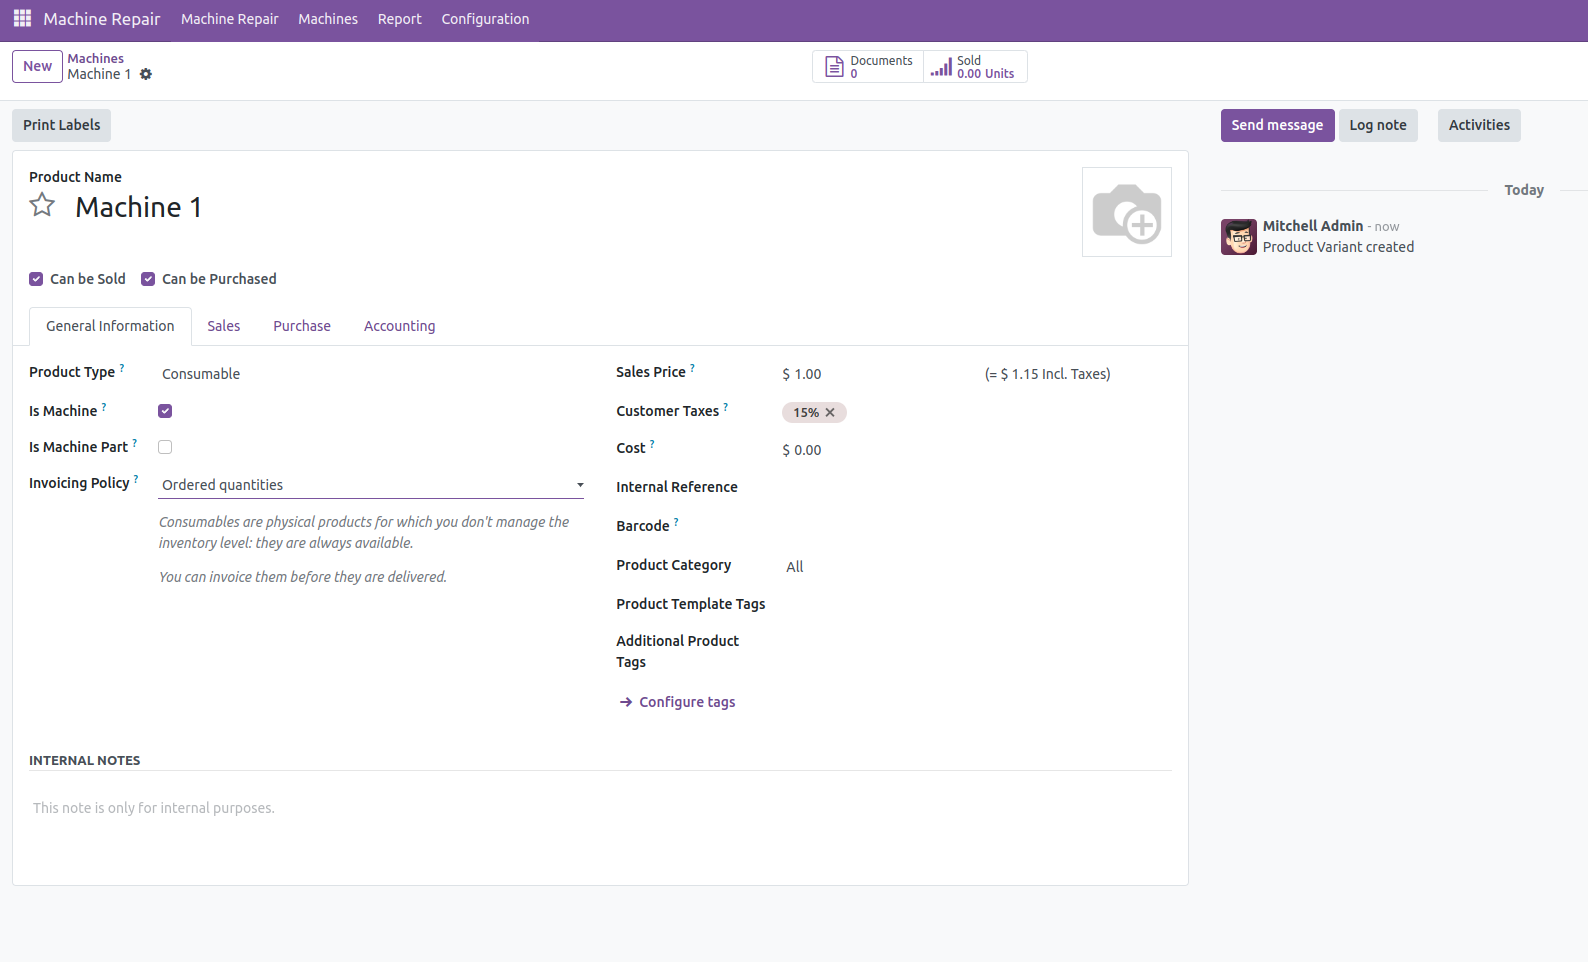 Machine Repair Machine Repair Machines Report Configuration
New Machines
Machine 1
Documents
0
Sold
0.00 Units
Print Labels
Send message Log note Activities
Product Name
Machine 1
Today
Mitchell Admin - now
Product Variant created
Can be Sold Can be Purchased
General Information Sales Purchase Accounting
Product Type ? Consumable
Is Machine ?
Is Machine Part ?
Invoicing Policy ? Ordered quantities
Consumables are physical products for which you don't manage the
inventory level: they are always available.
You can invoice them before they are delivered.
Sales Price ? $ 1.00 (= $ 1.15 Incl. Taxes)
Customer Taxes ? 15% ✕
Cost ? $ 0.00
Internal Reference
Barcode ?
Product Category All
Product Template Tags
Additional Product
Tags
→ Configure tags
INTERNAL NOTES
This note is only for internal purposes.